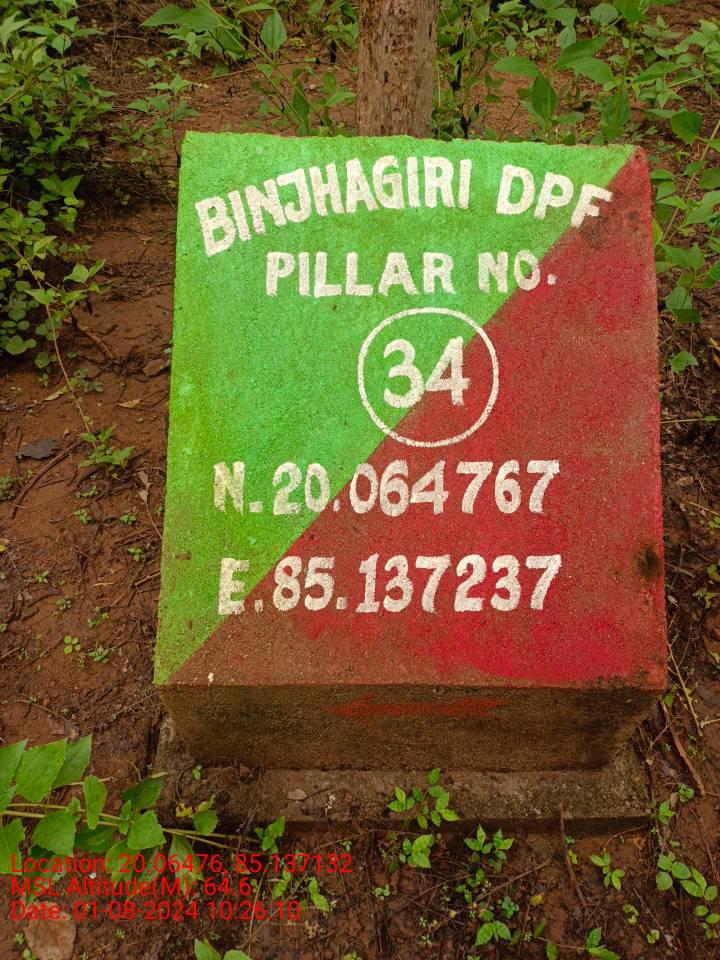 BINJHAGIRI DPF
PILLAR NO.
34
N. 20.064767
E. 85.137237
Location: 20.06476, 85.137132
MSL Altitude(M): 64.6
Date: 01-08-2024 10:26.10